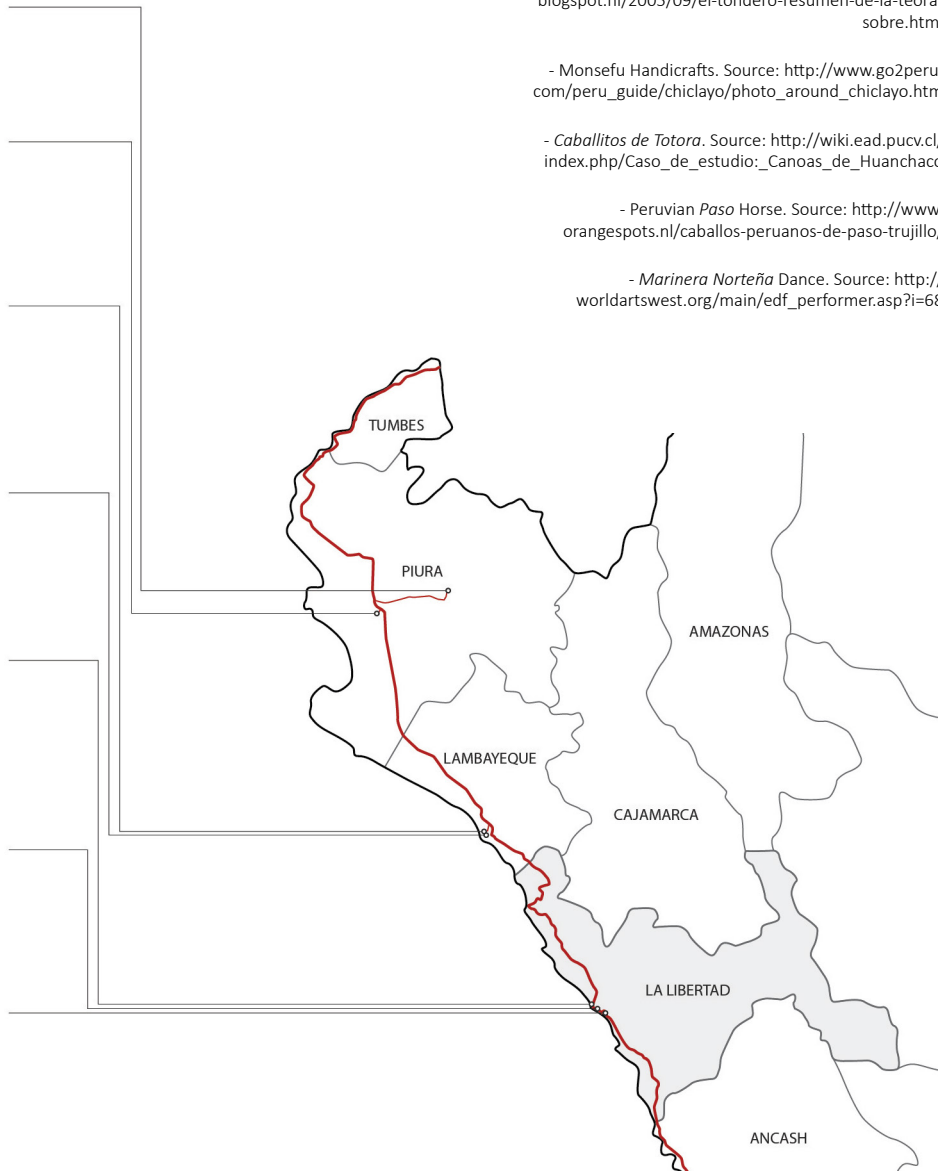 blogspot.nl/2005/09/el-tondero-resumen-de-la-teora
sobre.htm
- Monsefu Handicrafts. Source: http://www.go2peru
com/peru_guide/chiclayo/photo_around_chiclayo.htm
- Caballitos de Totora. Source: http://wiki.ead.pucv.cl/
index.php/Caso_de_estudio:_Canoas_de_Huanchaco
- Peruvian Paso Horse. Source: http://www
orangespots.nl/caballos-peruanos-de-paso-trujillo/
- Marinera Norteña Dance. Source: http:/
worldartswest.org/main/edf_performer.asp?i=68
TUMBES
PIURA
AMAZONAS
LAMBAYEQUE
CAJAMARCA
LA LIBERTAD
ANCASH